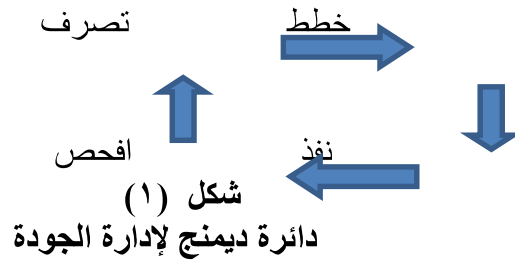 خطط تصرف
نفذ افحص
شكل (١)
دائرة ديمنج لإدارة الجودة